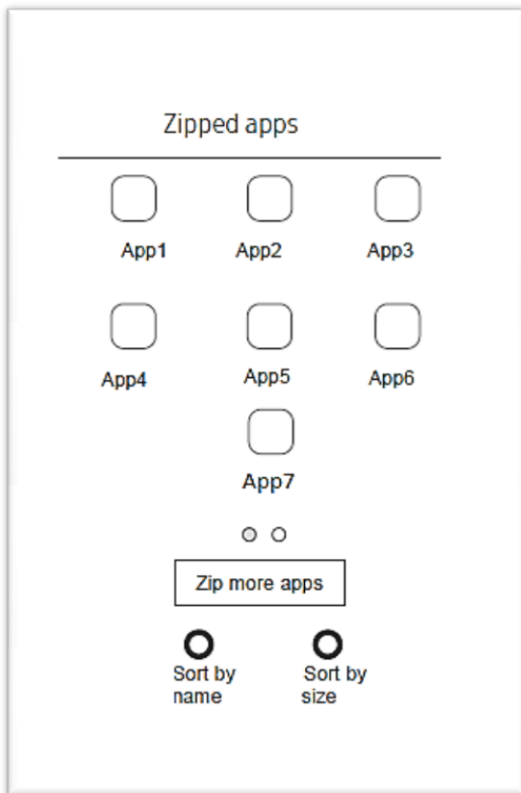 Zipped apps
App1 App2 App3
App4 App5 App6
App7
Zip more apps
Sort by name
Sort by size